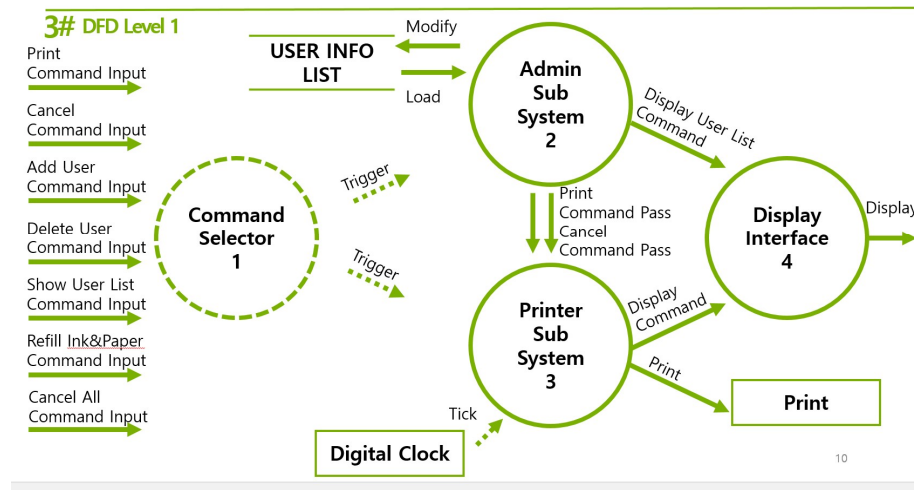 3# DFD Level 1
Print
Command Input
Cancel
Command Input
Add User
Command Input
Delete User
Command Input
Show User List
Command Input
Refill Ink&Paper
Command Input
Cancel All
Command Input
Command
Selector
1
USER INFO
LIST
Modify
Load
Trigger
Trigger
Admin
Sub
System
2
Display User List
Command
Print
Command Pass
Cancel
Command Pass
Printer
Sub
System
3
Display
Command
Print
Display
Interface
4
Display
Print
Tick
Digital Clock
10